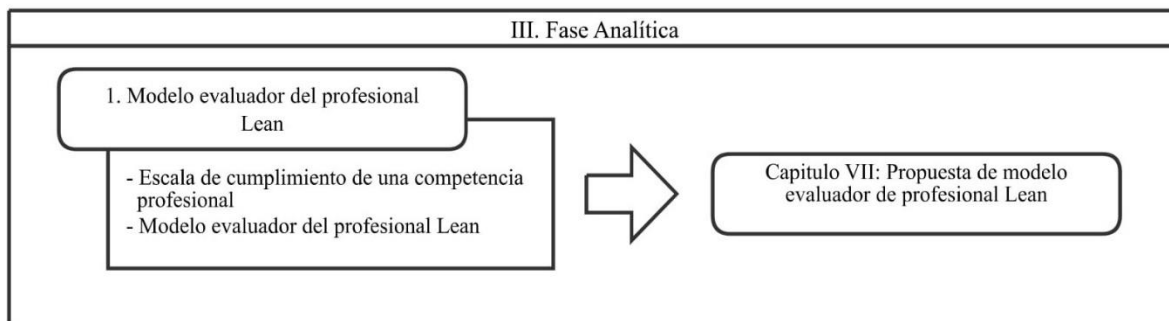 III. Fase Analítica
1. Modelo evaluador del profesional
Lean
- Escala de cumplimiento de una competencia
profesional
- Modelo evaluador del profesional Lean
Capitulo VII: Propuesta de modelo
evaluador de profesional Lean